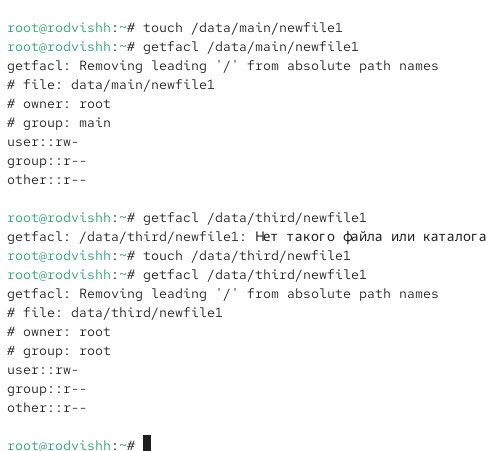 root@rodvishh:~# touch /data/main/newfile1
root@rodvishh:~# getfacl /data/main/newfile1
getfacl: Removing leading '/' from absolute path names
# file: data/main/newfile1
# owner: root
# group: main
user::rw-
group::r--
other::r--
root@rodvishh:~# getfacl /data/third/newfile1
getfacl: /data/third/newfile1: Нет такого файла или каталога
root@rodvishh:~# touch /data/third/newfile1
root@rodvishh:~# getfacl /data/third/newfile1
getfacl: Removing leading '/' from absolute path names
# file: data/third/newfile1
# owner: root
# group: root
user::rw-
group::r--
other::r--
root@rodvishh:~#